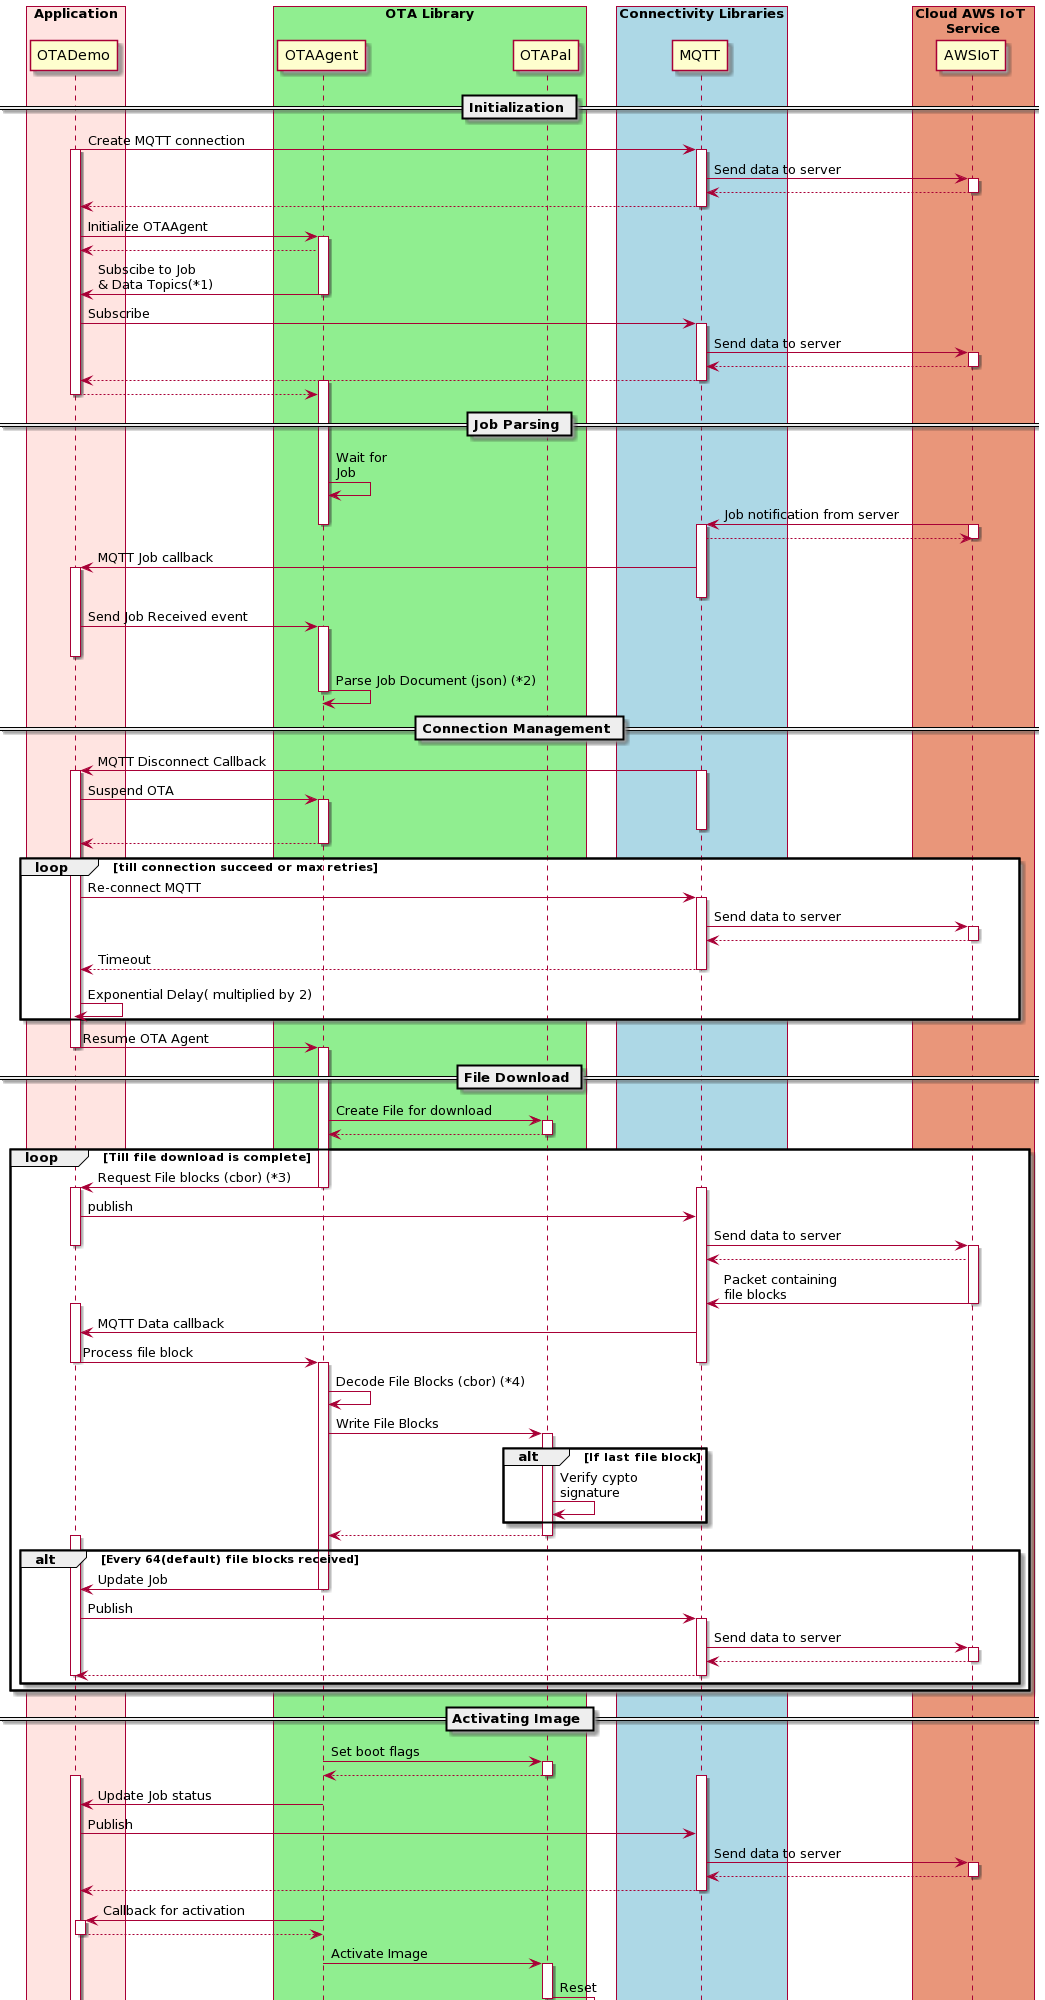 Application
OTA Library
Connectivity Libraries
Cloud AWS IoT
Service
OTADemo
OTAAgent
OTAPal
MQTT
AWSIoT
Initialization
Create MQTT connection
Send data to server
Initialize OTAAgent
Subscibe to Job
& Data Topics(*1)
Subscribe
Send data to server
Job Parsing
Wait for
Job
Job notification from server
MQTT Job callback
Send Job Received event
Parse Job Document (json) (*2)
Connection Management
MQTT Disconnect Callback
Suspend OTA
loop
[till connection succeed or max retries]
Re-connect MQTT
Send data to server
Timeout
Exponential Delay( multiplied by 2)
Resume OTA Agent
File Download
Create File for download
loop
[Till file download is complete]
Request File blocks (cbor) (*3)
publish
Send data to server
Packet containing
file blocks
MQTT Data callback
Process file block
Decode File Blocks (cbor) (*4)
Write File Blocks
alt
[If last file block]
Verify cypto
signature
alt
[Every 64(default) file blocks received]
Update Job
Publish
Send data to server
Activating Image
Set boot flags
Update Job status
Publish
Send data to server
Callback for activation
Activate Image
Reset